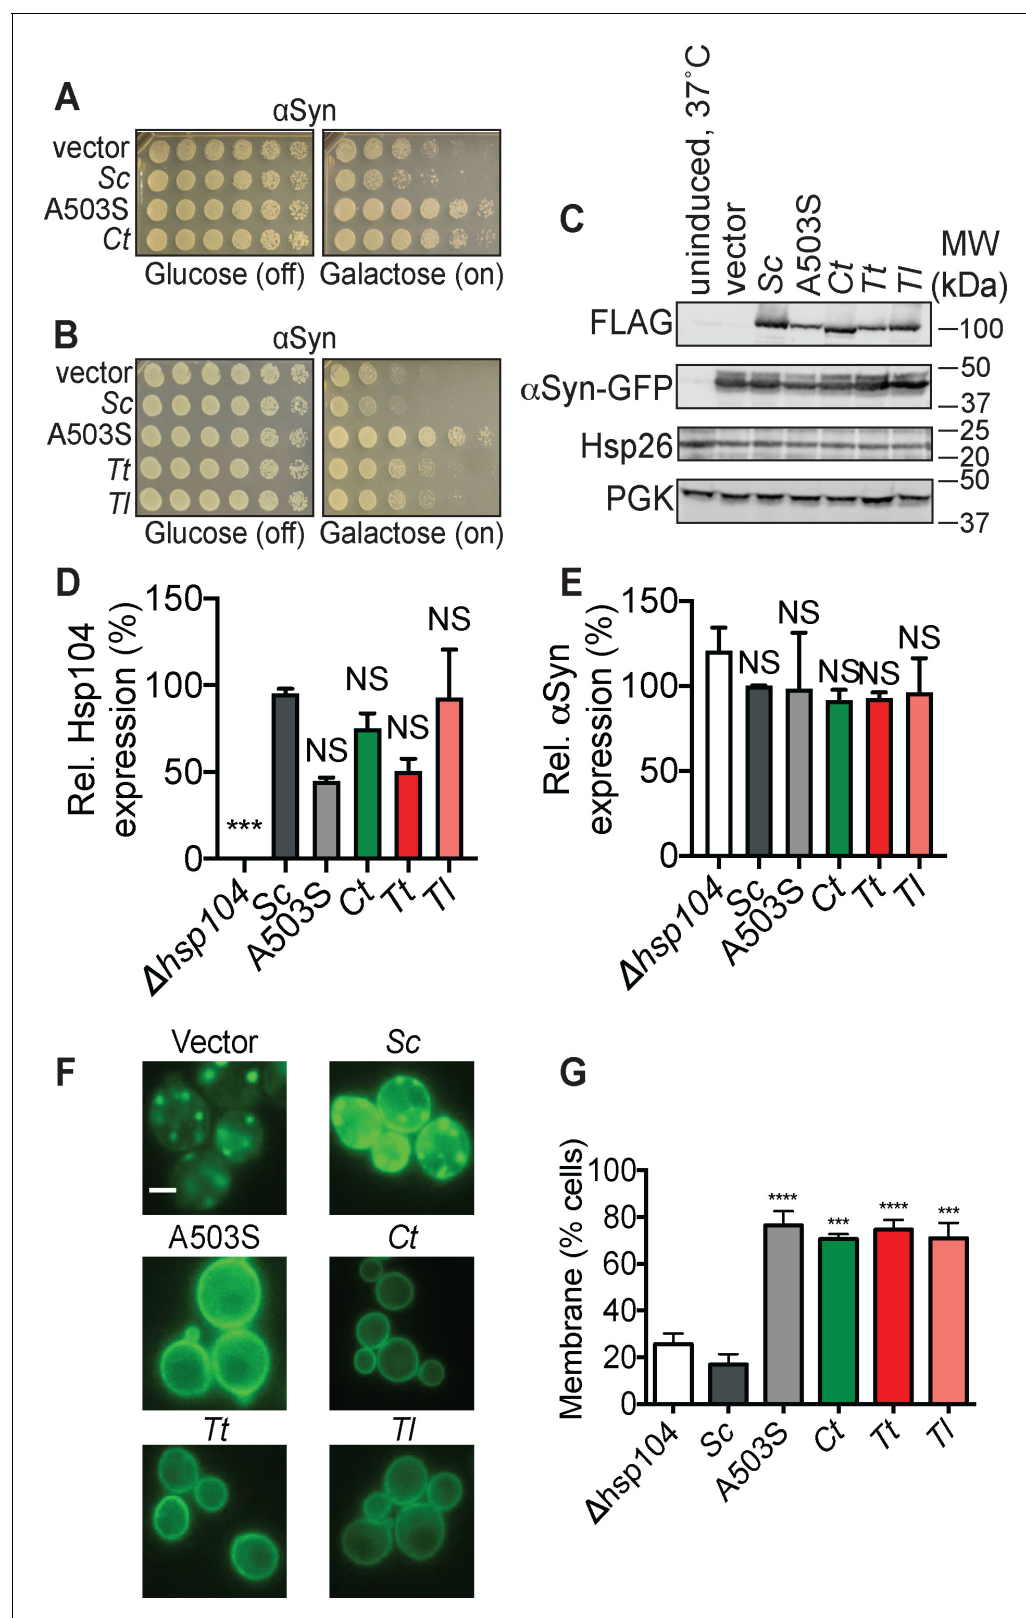 A
αSyn
vector
Sc
A503S
Ct
Glucose (off)
Galactose (on)
B
αSyn
vector
Sc
A503S
Tt
Tl
Glucose (off)
Galactose (on)
C
uninduced, 37°C
vector
Sc
A503S
Ct
Tt
Tl
MW
(kDa)
FLAG
100
αSyn-GFP
50
37
Hsp26
25
20
PGK
50
37
D
Rel. Hsp104
expression (%)
150
100
50
0
***
NS
NS
NS
NS
Δhsp104
Sc
A503S
Ct
Tt
Tl
E
Rel. αSyn
expression (%)
150
100
50
0
NS
NS
NS
NS
NS
Δhsp104
Sc
A503S
Ct
Tt
Tl
F
Vector
Sc
A503S
Ct
Tt
Tl
G
Membrane (% cells)
100
80
60
40
20
0
****
***
****
***
Δhsp104
Sc
A503S
Ct
Tt
Tl